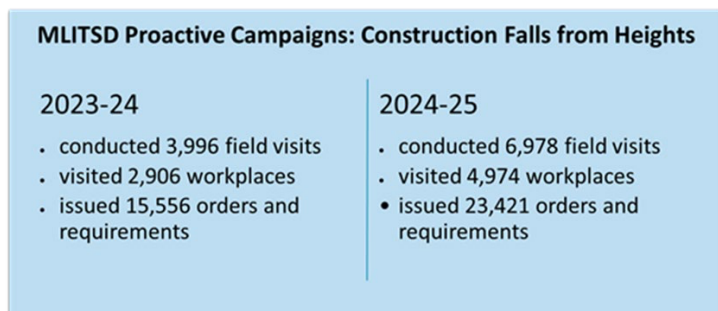 MLITSD Proactive Campaigns: Construction Falls from Heights
2023-24
• conducted 3,996 field visits
• visited 2,906 workplaces
• issued 15,556 orders and
requirements
2024-25
• conducted 6,978 field visits
• visited 4,974 workplaces
• issued 23,421 orders and
requirements